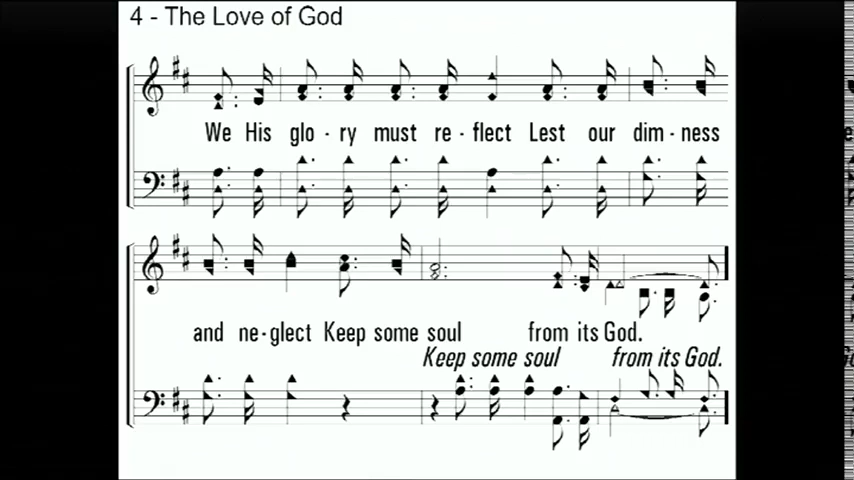 4 - The Love of God
We His glo - ry must re - flect Lest our dim - ness
and ne - glect Keep some soul from its God.
Keep some soul from its God.